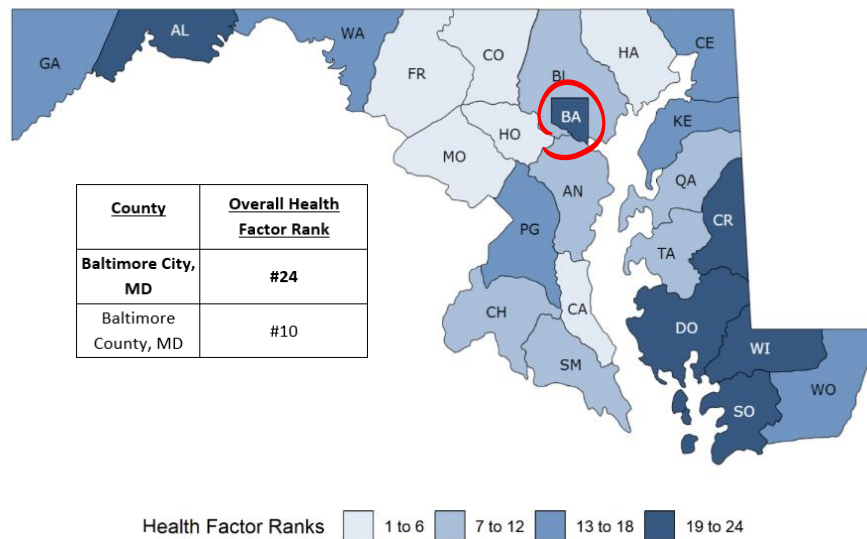 GA
AL
WA
FR
CO
BL
HA
CE
BA
KE
HO
MO
AN
QA
CR
PG
TA
CH
CA
DO
SM
WI
SO
WO
County
Overall Health
Factor Rank
Baltimore City,
MD
#24
Baltimore
County, MD
#10
Health Factor Ranks
1 to 6
7 to 12
13 to 18
19 to 24